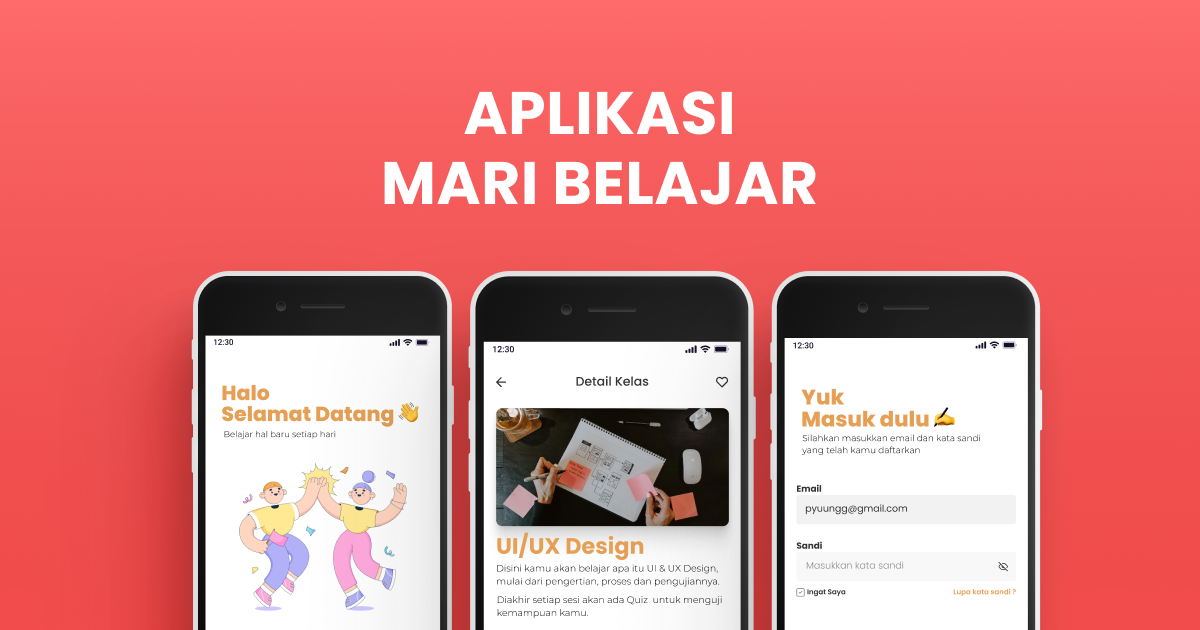 APLIKASI
MARI BELAJAR
12:30
Halo
Selamat Datang 👋
Belajar hal baru setiap hari
12:30
Detail Kelas
UI/UX Design
Disini kamu akan belajar apa itu UI & UX Design,
mulai dari pengertian, proses dan pengujiannya.
Diakhir setiap sesi akan ada Quiz untuk menguji
kemampuan kamu.
12:30
Yuk
Masuk dulu ✍️
Silahkan masukkan email dan kata sandi
yang telah kamu daftarkan
Email
pyuungg@gmail.com
Sandi
Masukkan kata sandi
Ingat Saya
Lupa kata sandi ?